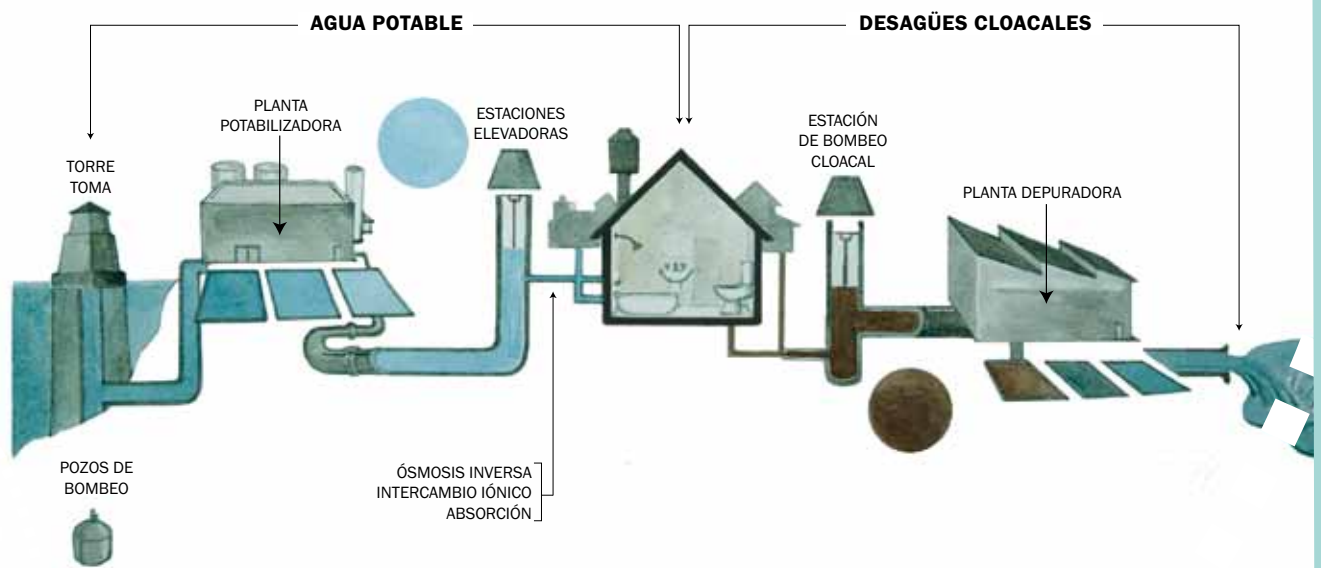 AGUA POTABLE
DESAGÜES CLOACALES
PLANTA
POTABILIZADORA
ESTACIONES
ELEVADORAS
ESTACIÓN
DE BOMBEO
CLOACAL
TORRE
TOMA
PLANTA DEPURADORA
POZOS DE
BOMBEO
ÓSMOSIS INVERSA
INTERCAMBIO IÓNICO
ABSORCIÓN